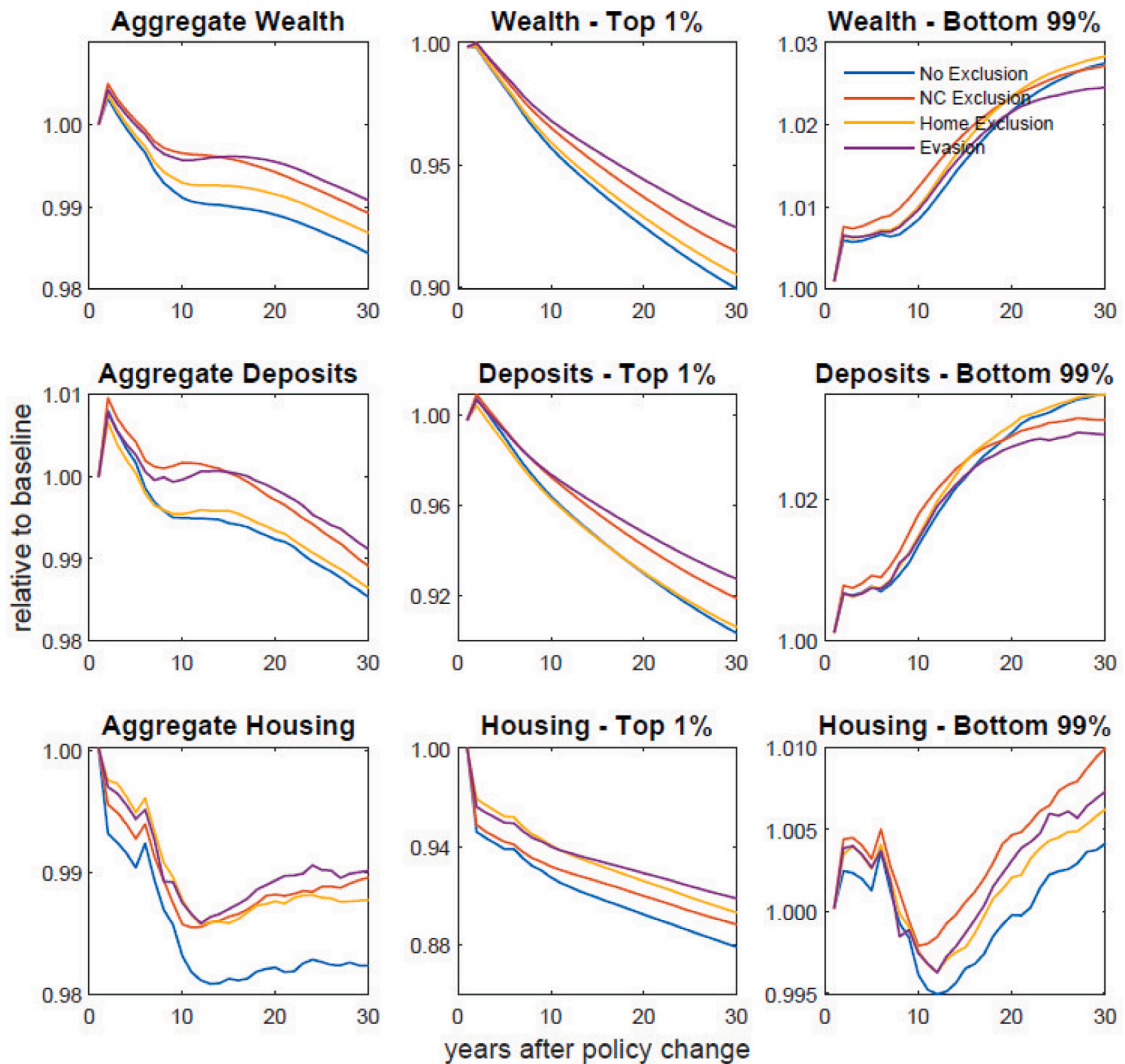 Aggregate Wealth
1.00
0.99
0.98
0 10 20 30
Wealth - Top 1%
1.00
0.95
0.90
0 10 20 30
Wealth - Bottom 99%
1.03
1.02
1.01
1.00
0 10 20 30
No Exclusion
NC Exclusion
Home Exclusion
Evasion
relative to baseline
Aggregate Deposits
1.01
1.00
0.99
0.98
0 10 20 30
Deposits - Top 1%
1.00
0.96
0.92
0 10 20 30
Deposits - Bottom 99%
1.02
1.00
0 10 20 30
Aggregate Housing
1.00
0.99
0.98
0 10 20 30
Housing - Top 1%
1.00
0.94
0.88
0 10 20 30
Housing - Bottom 99%
1.010
1.005
1.000
0.995
0 10 20 30
years after policy change